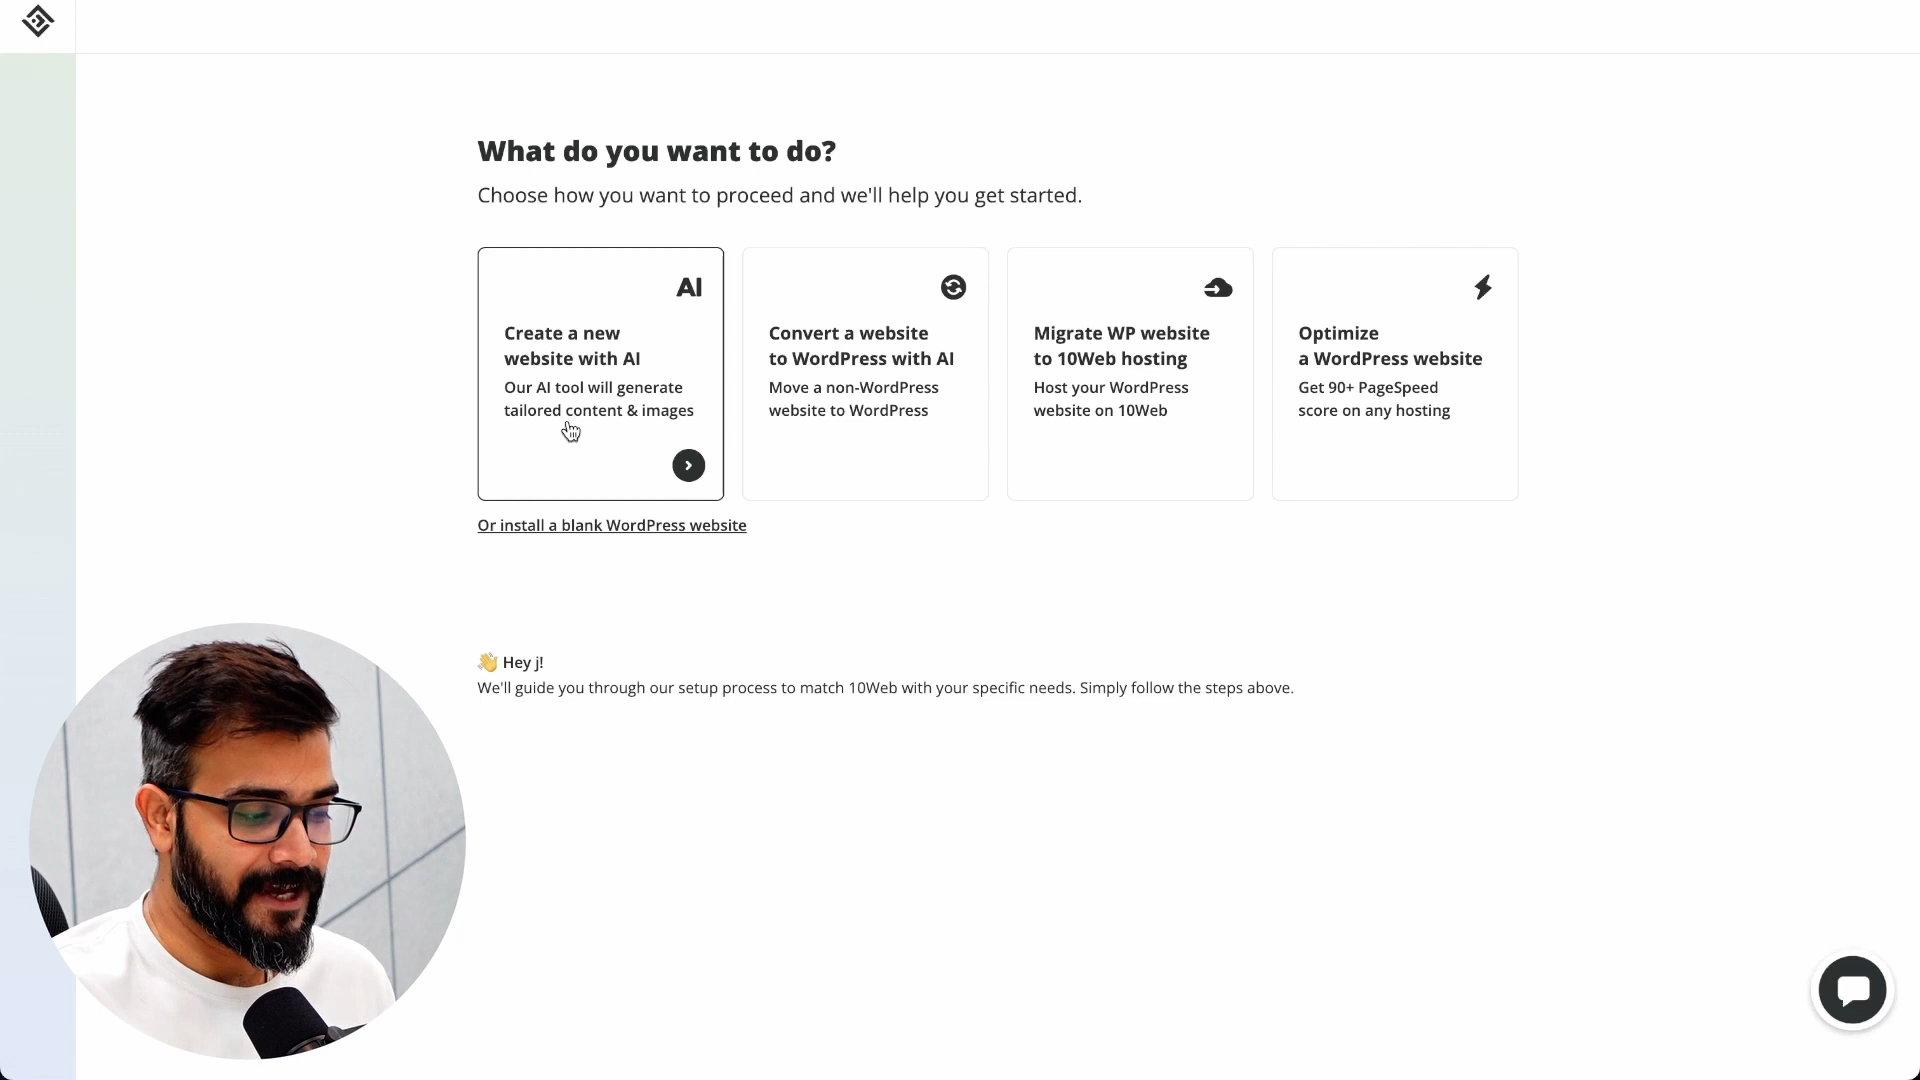 What do you want to do?
Choose how you want to proceed and we'll help you get started.
AI
Create a new
website with AI
Our AI tool will generate
tailored content & images
Convert a website
to WordPress with AI
Move a non-WordPress
website to WordPress
Migrate WP website
to 10Web hosting
Host your WordPress
website on 10Web
Optimize
a WordPress website
Get 90+ PageSpeed
score on any hosting
Or install a blank WordPress website
👋 Hey j!
We'll guide you through our setup process to match 10Web with your specific needs. Simply follow the steps above.